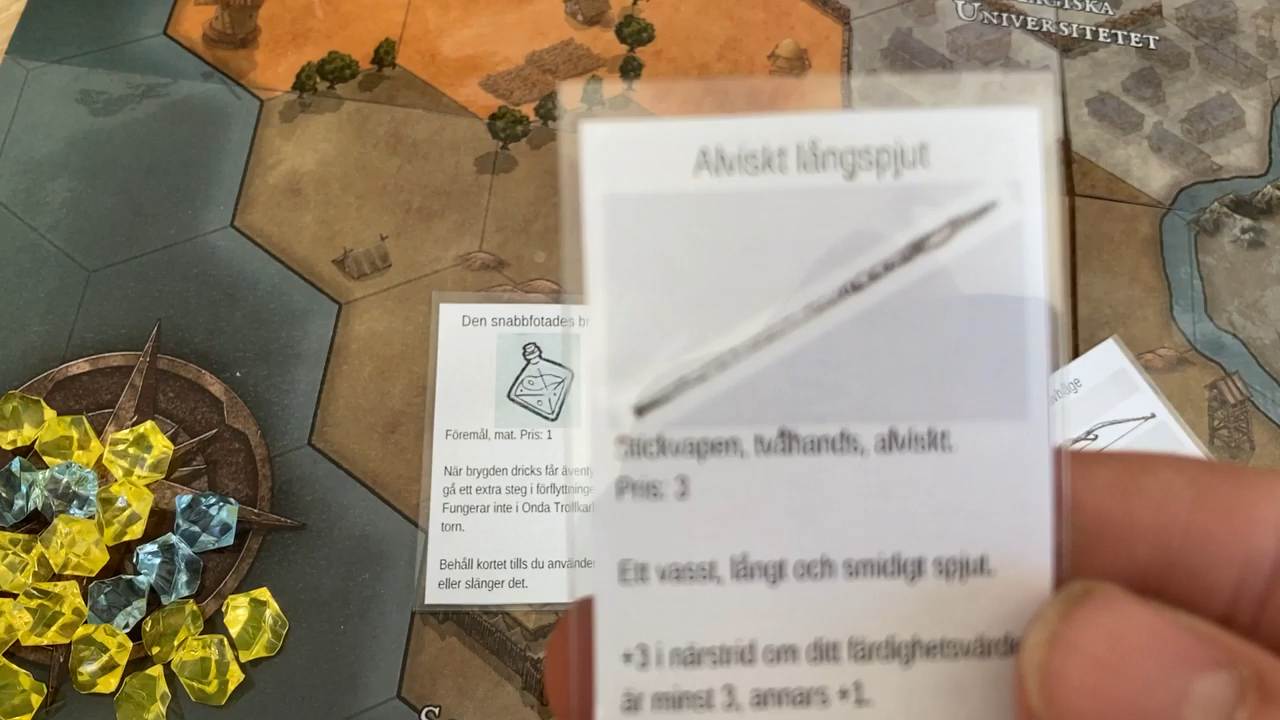 UNIVERSITETET
Alviskt långspjut
Stickvapen, tvåhands, alviskt.
Pris: 3
Ett vasst, långt och smidigt spjut.
+3 i närstrid om ditt färdighetsvärde
är minst 3, annars +1.
Den snabbfotades br
Föremål, mat. Pris: 1
När brygden dricks får äventy
gå ett extra steg i förflyttninge
Fungerar inte i Onda Trollkar
torn.
Behåll kortet tills du använder
eller slänger det.